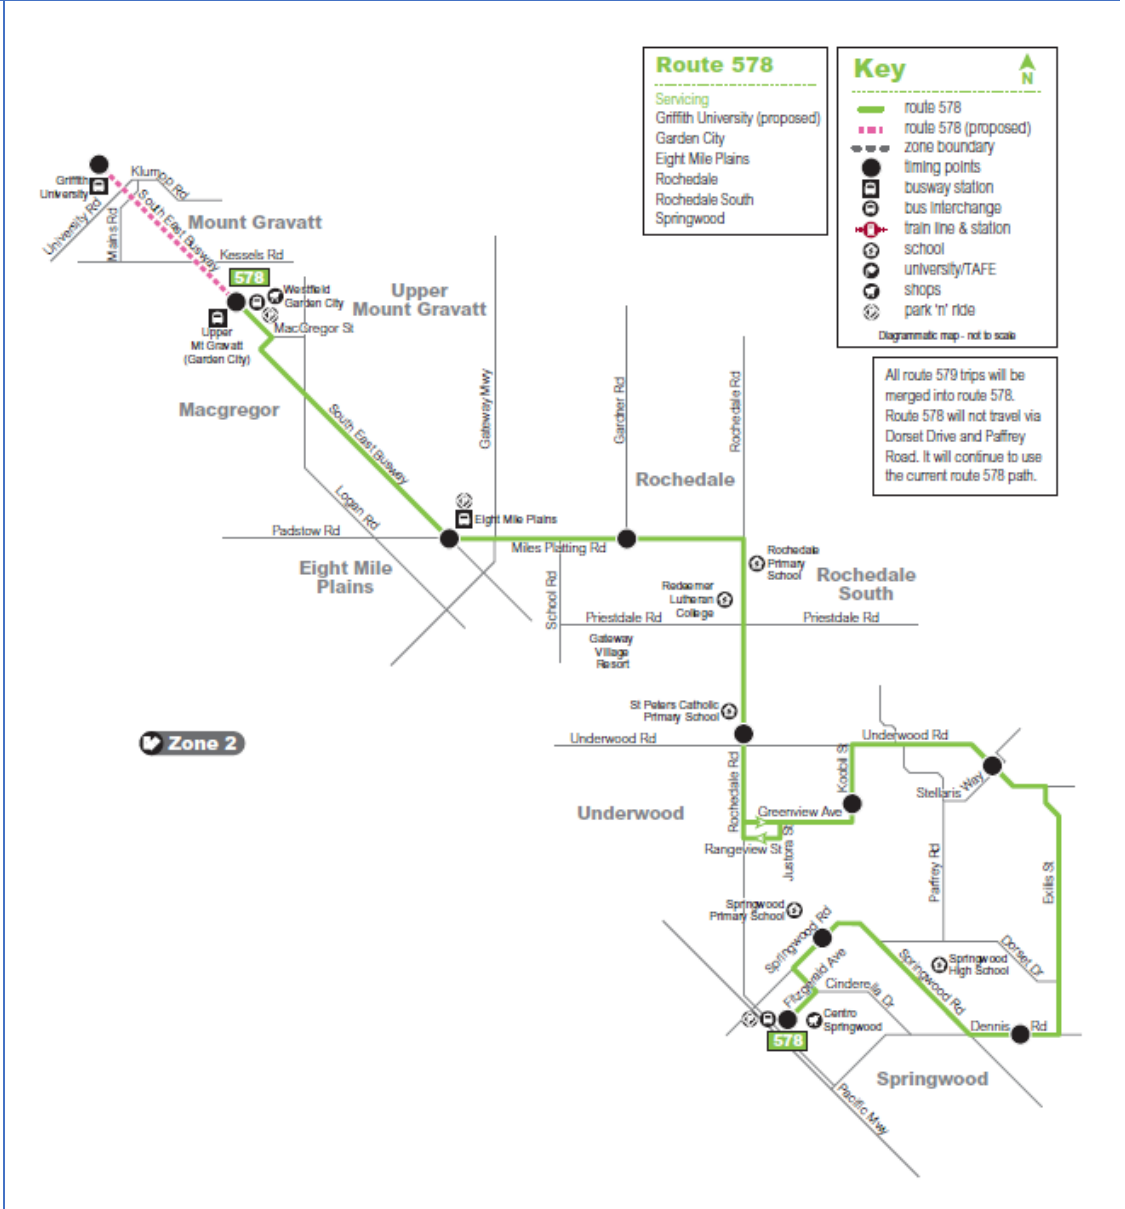 Route 578
Servicing
Griffith University (proposed)
Garden City
Eight Mile Plains
Rochedale
Rochedale South
Springwood
Key
N
route 578
route 578 (proposed)
zone boundary
timing points
busway station
bus interchange
train line & station
school
university/TAFE
shops
park 'n' ride
Diagrammatic map - not to scale
All route 579 trips will be
merged into route 578.
Route 578 will not travel via
Dorset Drive and Paffrey
Road. It will continue to use
the current route 578 path.
Griffith
University
Klumpp Rd
University Rd
Mains Rd
South East Busway
Mount Gravatt
Kessels Rd
578
Westfield
Garden City
Upper
Mount Gravatt
MacGregor St
Upper
Mt Gravatt
(Garden City)
Macgregor
South East Busway
Gateway Mwy
Gardner Rd
Rochedale Rd
Rochedale
Logan Rd
Eight Mile Plains
Padstow Rd
Miles Platting Rd
Eight Mile
Plains
School Rd
Rochedale
Primary
School
Rochedale
South
Redeemer
Lutheran
College
Priestdale Rd
Priestdale Rd
Gateway
Village
Resort
St Peters Catholic
Primary School
Zone 2
Underwood Rd
Underwood Rd
Rochedale Rd
Koobil St
Stellaris Way
Underwood
Greenview Ave
Rangeview St
Justora St
Parfrey Rd
Exilis St
Springwood
Primary School
Springwood Rd
Fitzgerald Ave
Springwood Rd
Springwood
High School
Dorset Dr
Cinderella Dr
Centro
Springwood
Dennis Rd
578
Springwood
Pacific Mwy